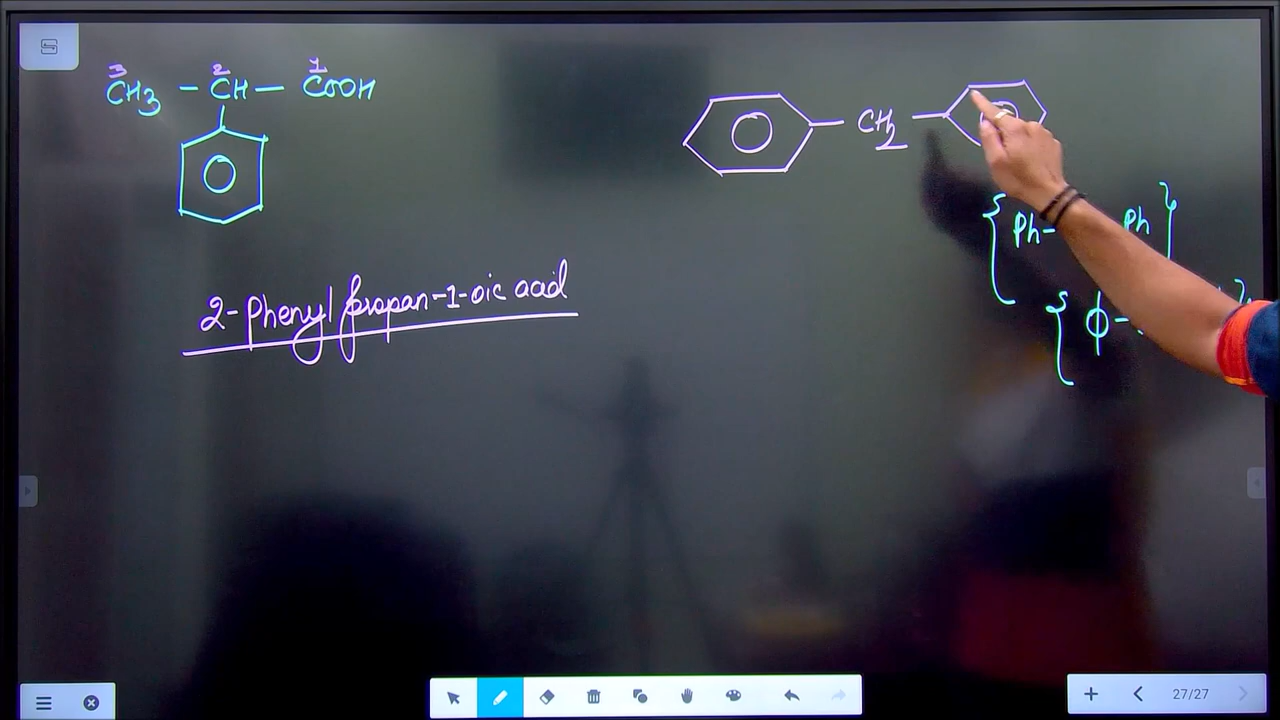 3 2 1
CH3 – CH – COOH
2-Phenyl propan-1-oic acid
CH2
{ Ph- Ph }
{ ϕ- }
27/27